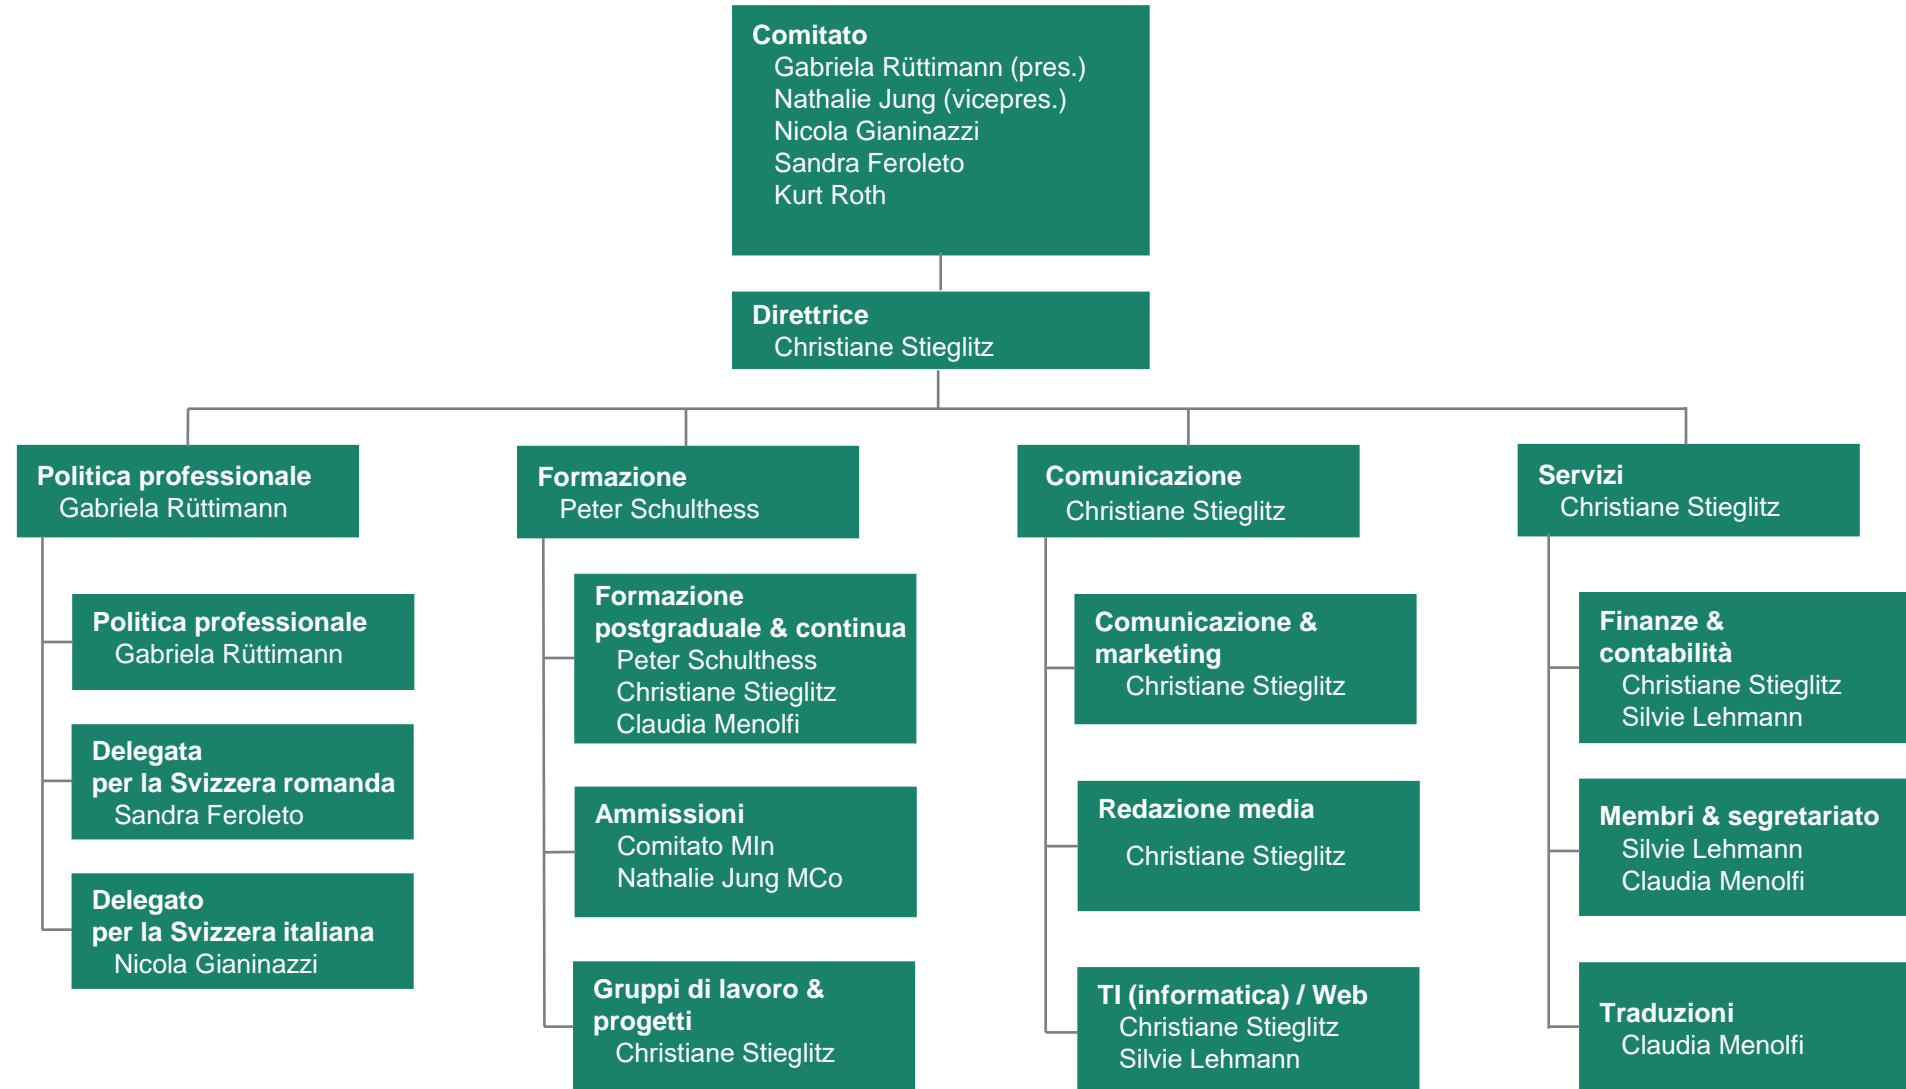 Comitato
Gabriela Rüttimann (pres.)
Nathalie Jung (vicepres.)
Nicola Gianinazzi
Sandra Feroleto
Kurt Roth
Direttrice
Christiane Stieglitz
Politica professionale
Gabriela Rüttimann
Politica professionale
Gabriela Rüttimann
Delegata
per la Svizzera romanda
Sandra Feroleto
Delegato
per la Svizzera italiana
Nicola Gianinazzi
Formazione
Peter Schulthess
Formazione
postgraduale & continua
Peter Schulthess
Christiane Stieglitz
Claudia Menolfi
Ammissioni
Comitato MIn
Nathalie Jung MCo
Gruppi di lavoro &
progetti
Christiane Stieglitz
Comunicazione
Christiane Stieglitz
Comunicazione &
marketing
Christiane Stieglitz
Redazione media
Christiane Stieglitz
TI (informatica) / Web
Christiane Stieglitz
Silvie Lehmann
Servizi
Christiane Stieglitz
Finanze &
contabilità
Christiane Stieglitz
Silvie Lehmann
Membri & segretariato
Silvie Lehmann
Claudia Menolfi
Traduzioni
Claudia Menolfi